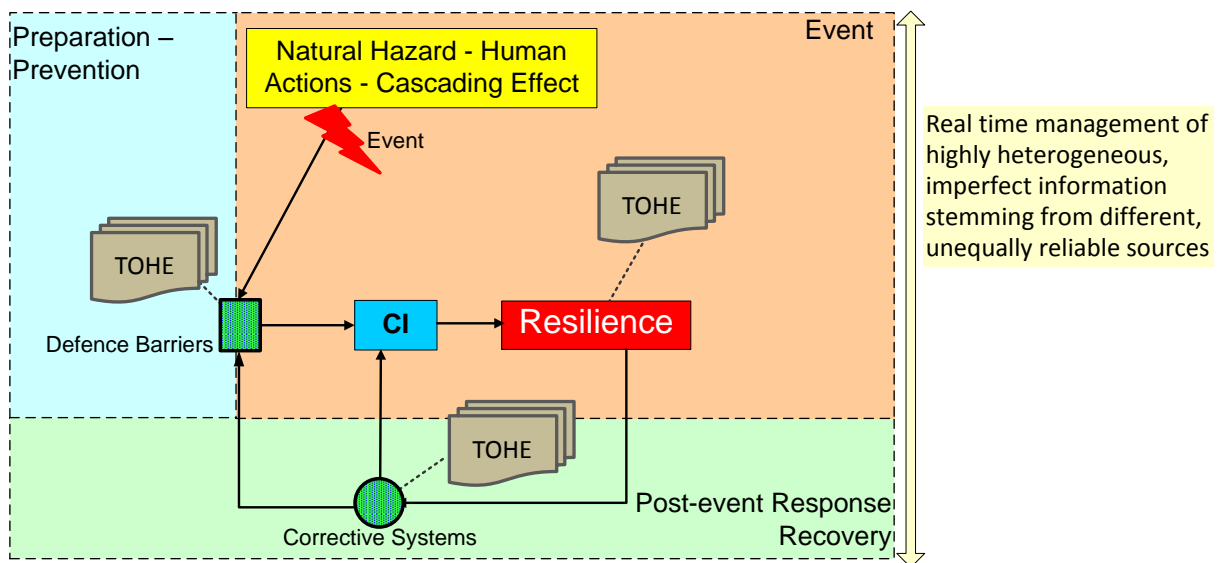 Preparation –
Prevention
Natural Hazard - Human
Actions - Cascading Effect
Event
Event
Real time management of
highly heterogeneous,
imperfect information
stemming from different,
unequally reliable sources
TOHE
TOHE
Defence Barriers
CI
Resilience
TOHE
Corrective Systems
Post-event Response
Recovery